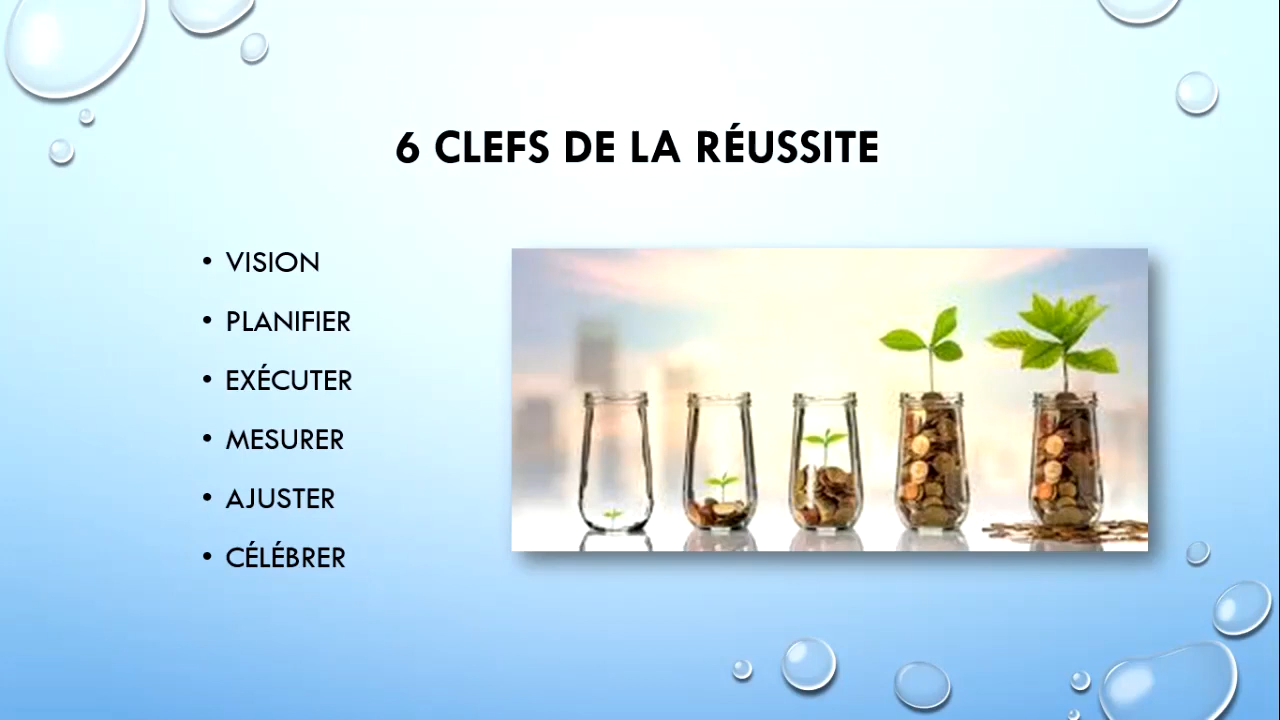 6 CLEFS DE LA RÉUSSITE
• VISION
• PLANIFIER
• EXÉCUTER
• MESURER
• AJUSTER
• CÉLÉBRER